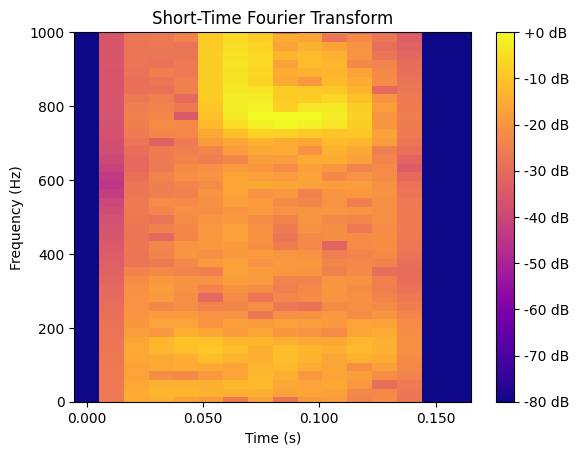 Short-Time Fourier Transform
1000
800
600
400
200
0
Frequency (Hz)
0.000
0.050
0.100
0.150
Time (s)
+0 dB
-10 dB
-20 dB
-30 dB
-40 dB
-50 dB
-60 dB
-70 dB
-80 dB